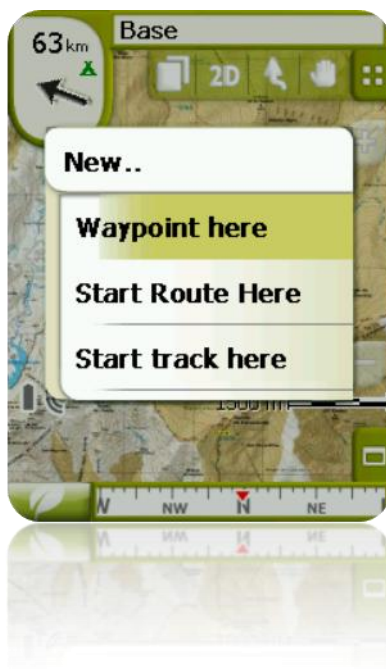 63km
Base
2D
New..
Waypoint here
Start Route Here
Start track here
W
NW
N
NE